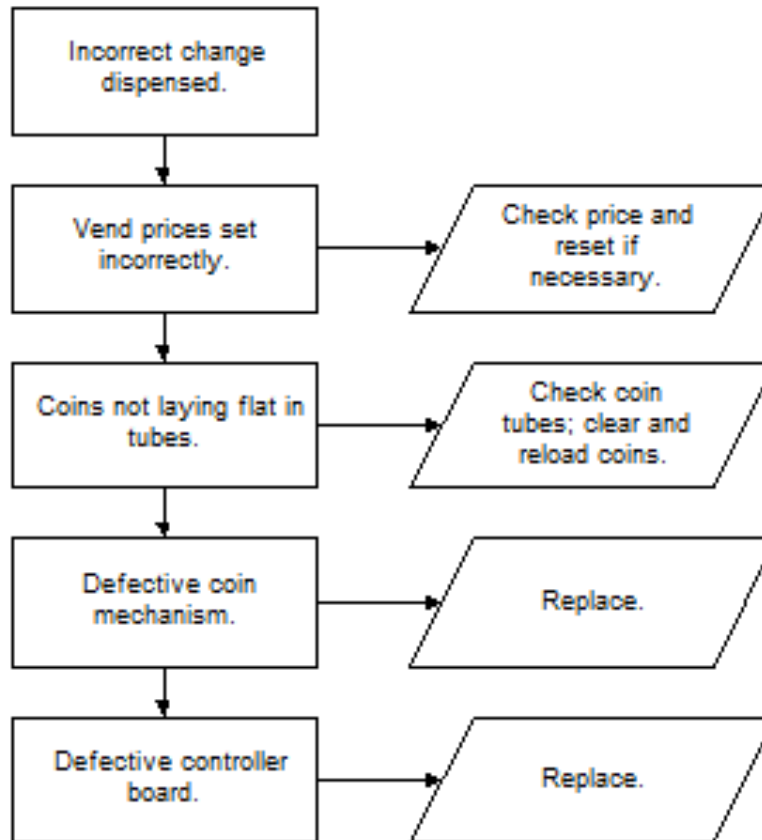 Incorrect change
dispensed.
Vend prices set
incorrectly.
Check price and
reset if
necessary.
Coins not laying flat in
tubes.
Check coin
tubes; clear and
reload coins.
Defective coin
mechanism.
Replace.
Defective controller
board.
Replace.